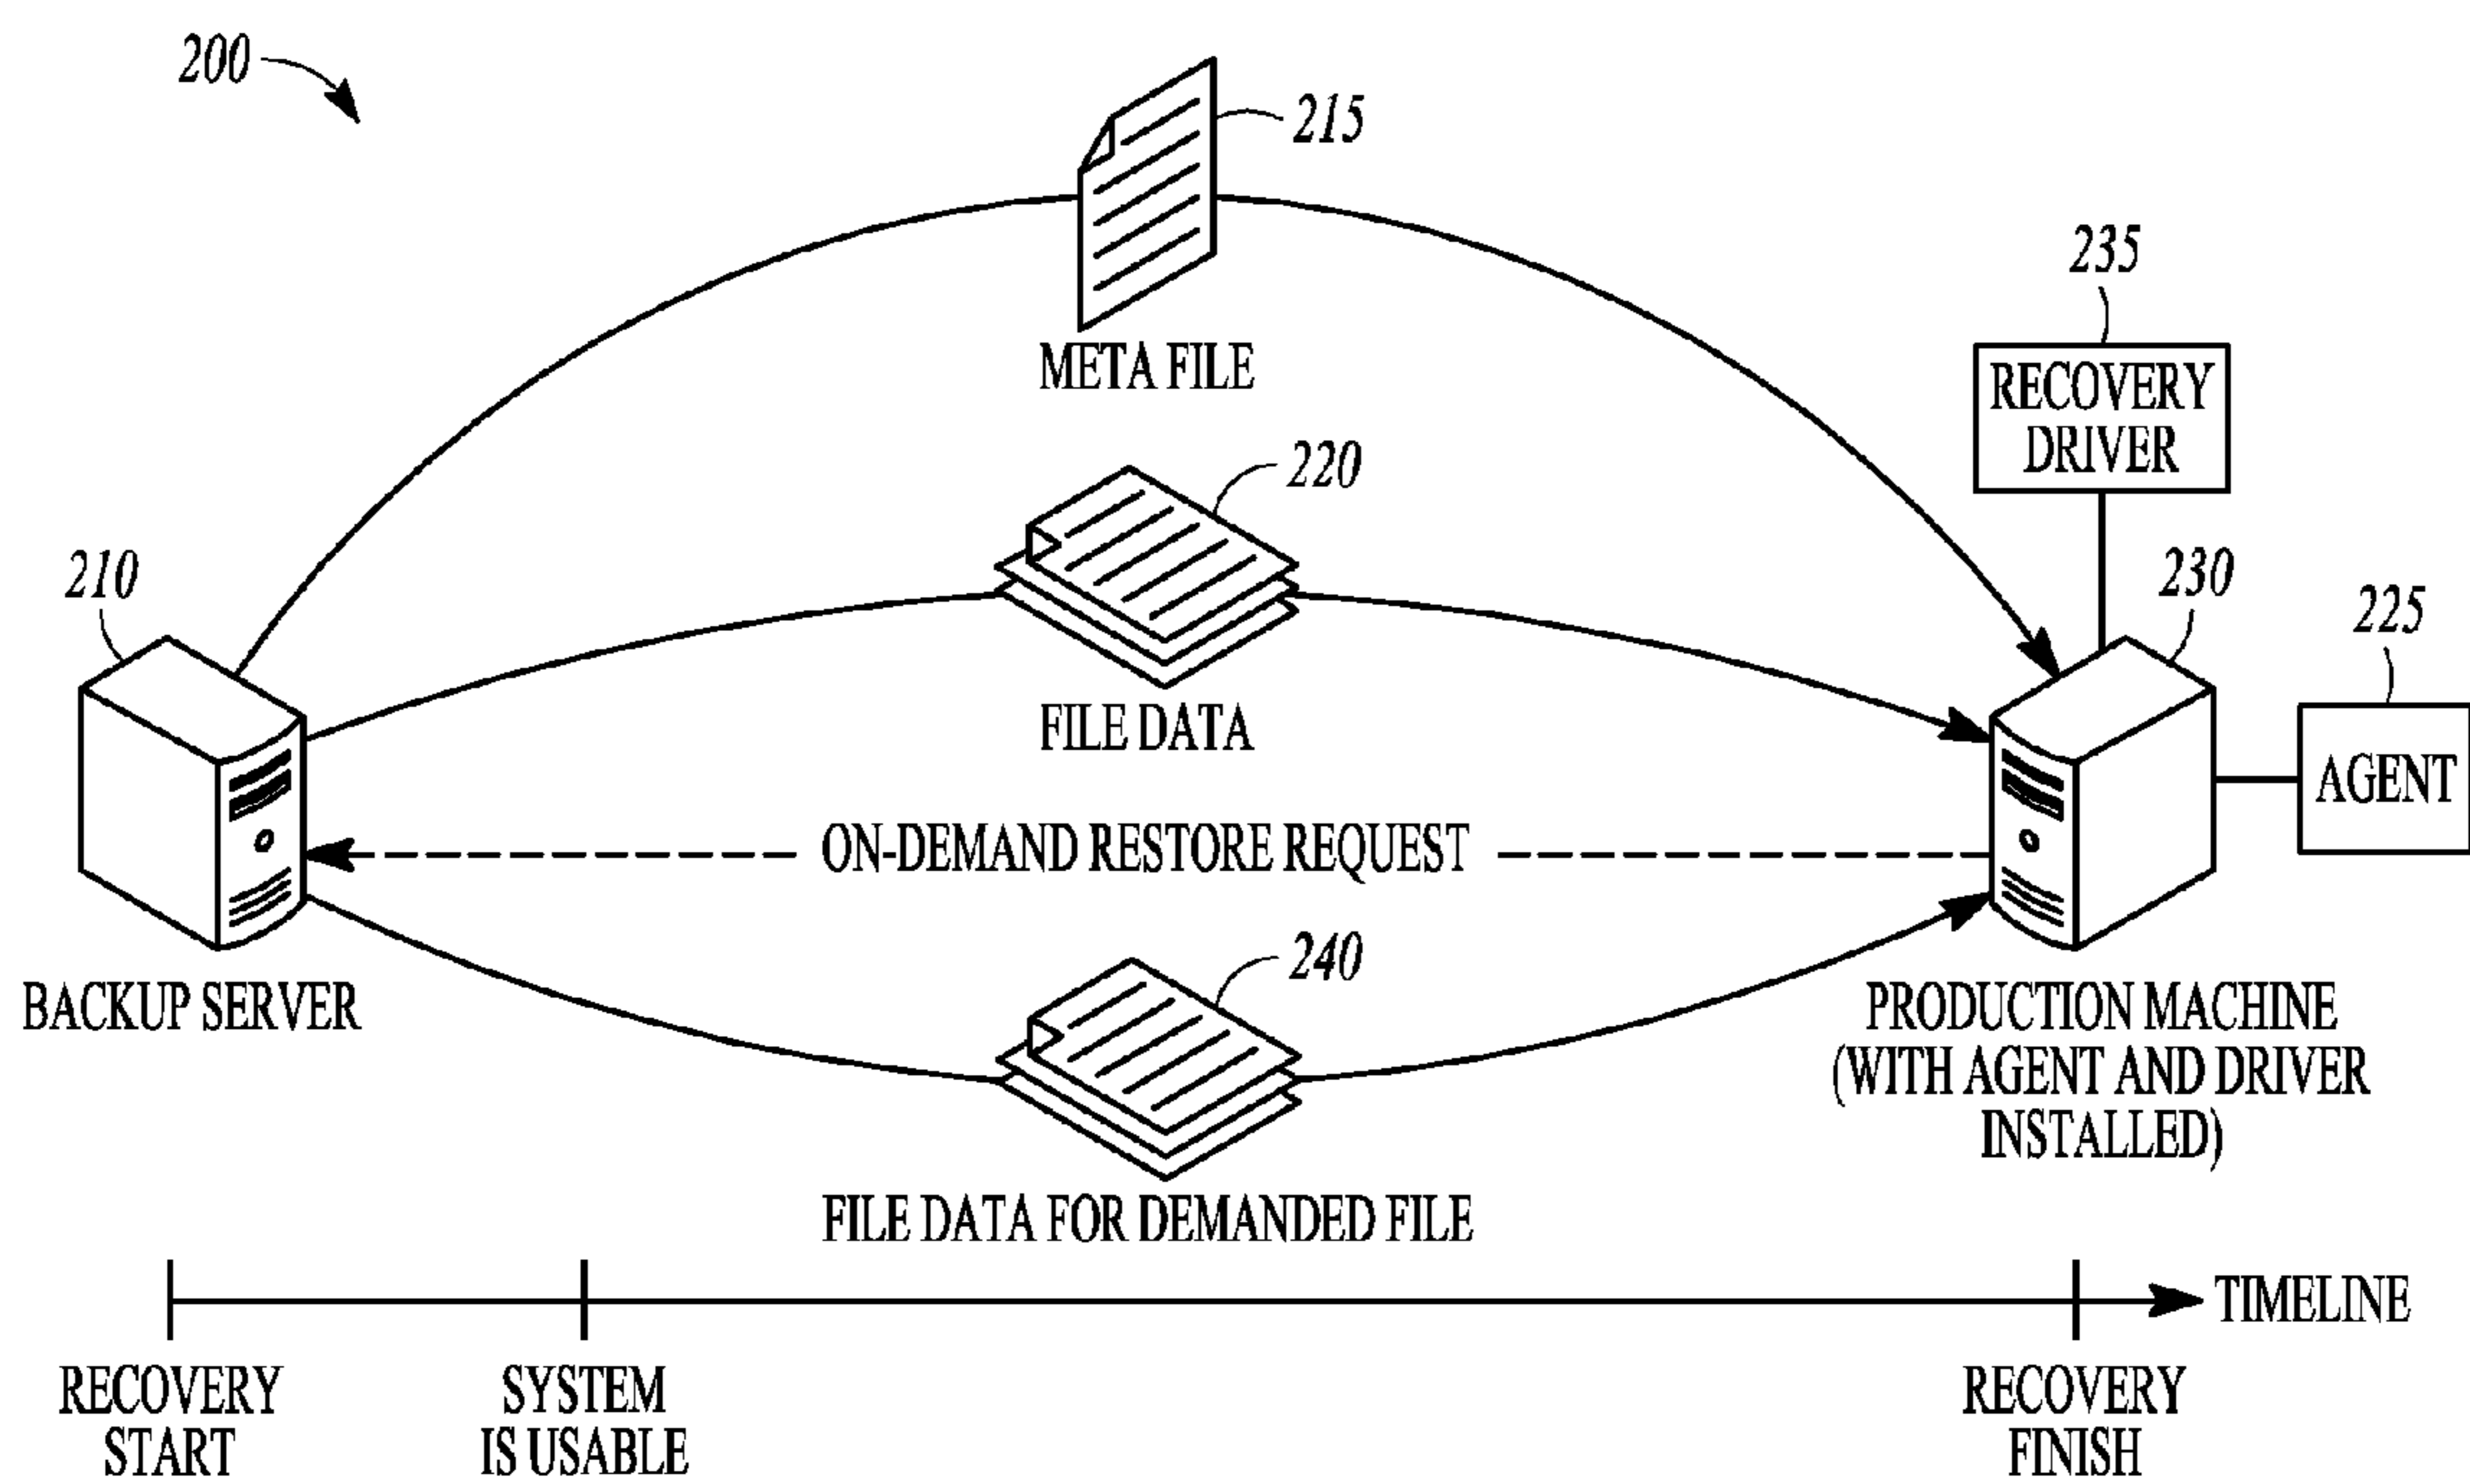 200
215
META FILE
235
RECOVERY
DRIVER
220
FILE DATA
210
230
225
AGENT
ON-DEMAND RESTORE REQUEST
240
BACKUP SERVER
PRODUCTION MACHINE
(WITH AGENT AND DRIVER
INSTALLED)
FILE DATA FOR DEMANDED FILE
TIMELINE
RECOVERY
START
SYSTEM
IS USABLE
RECOVERY
FINISH